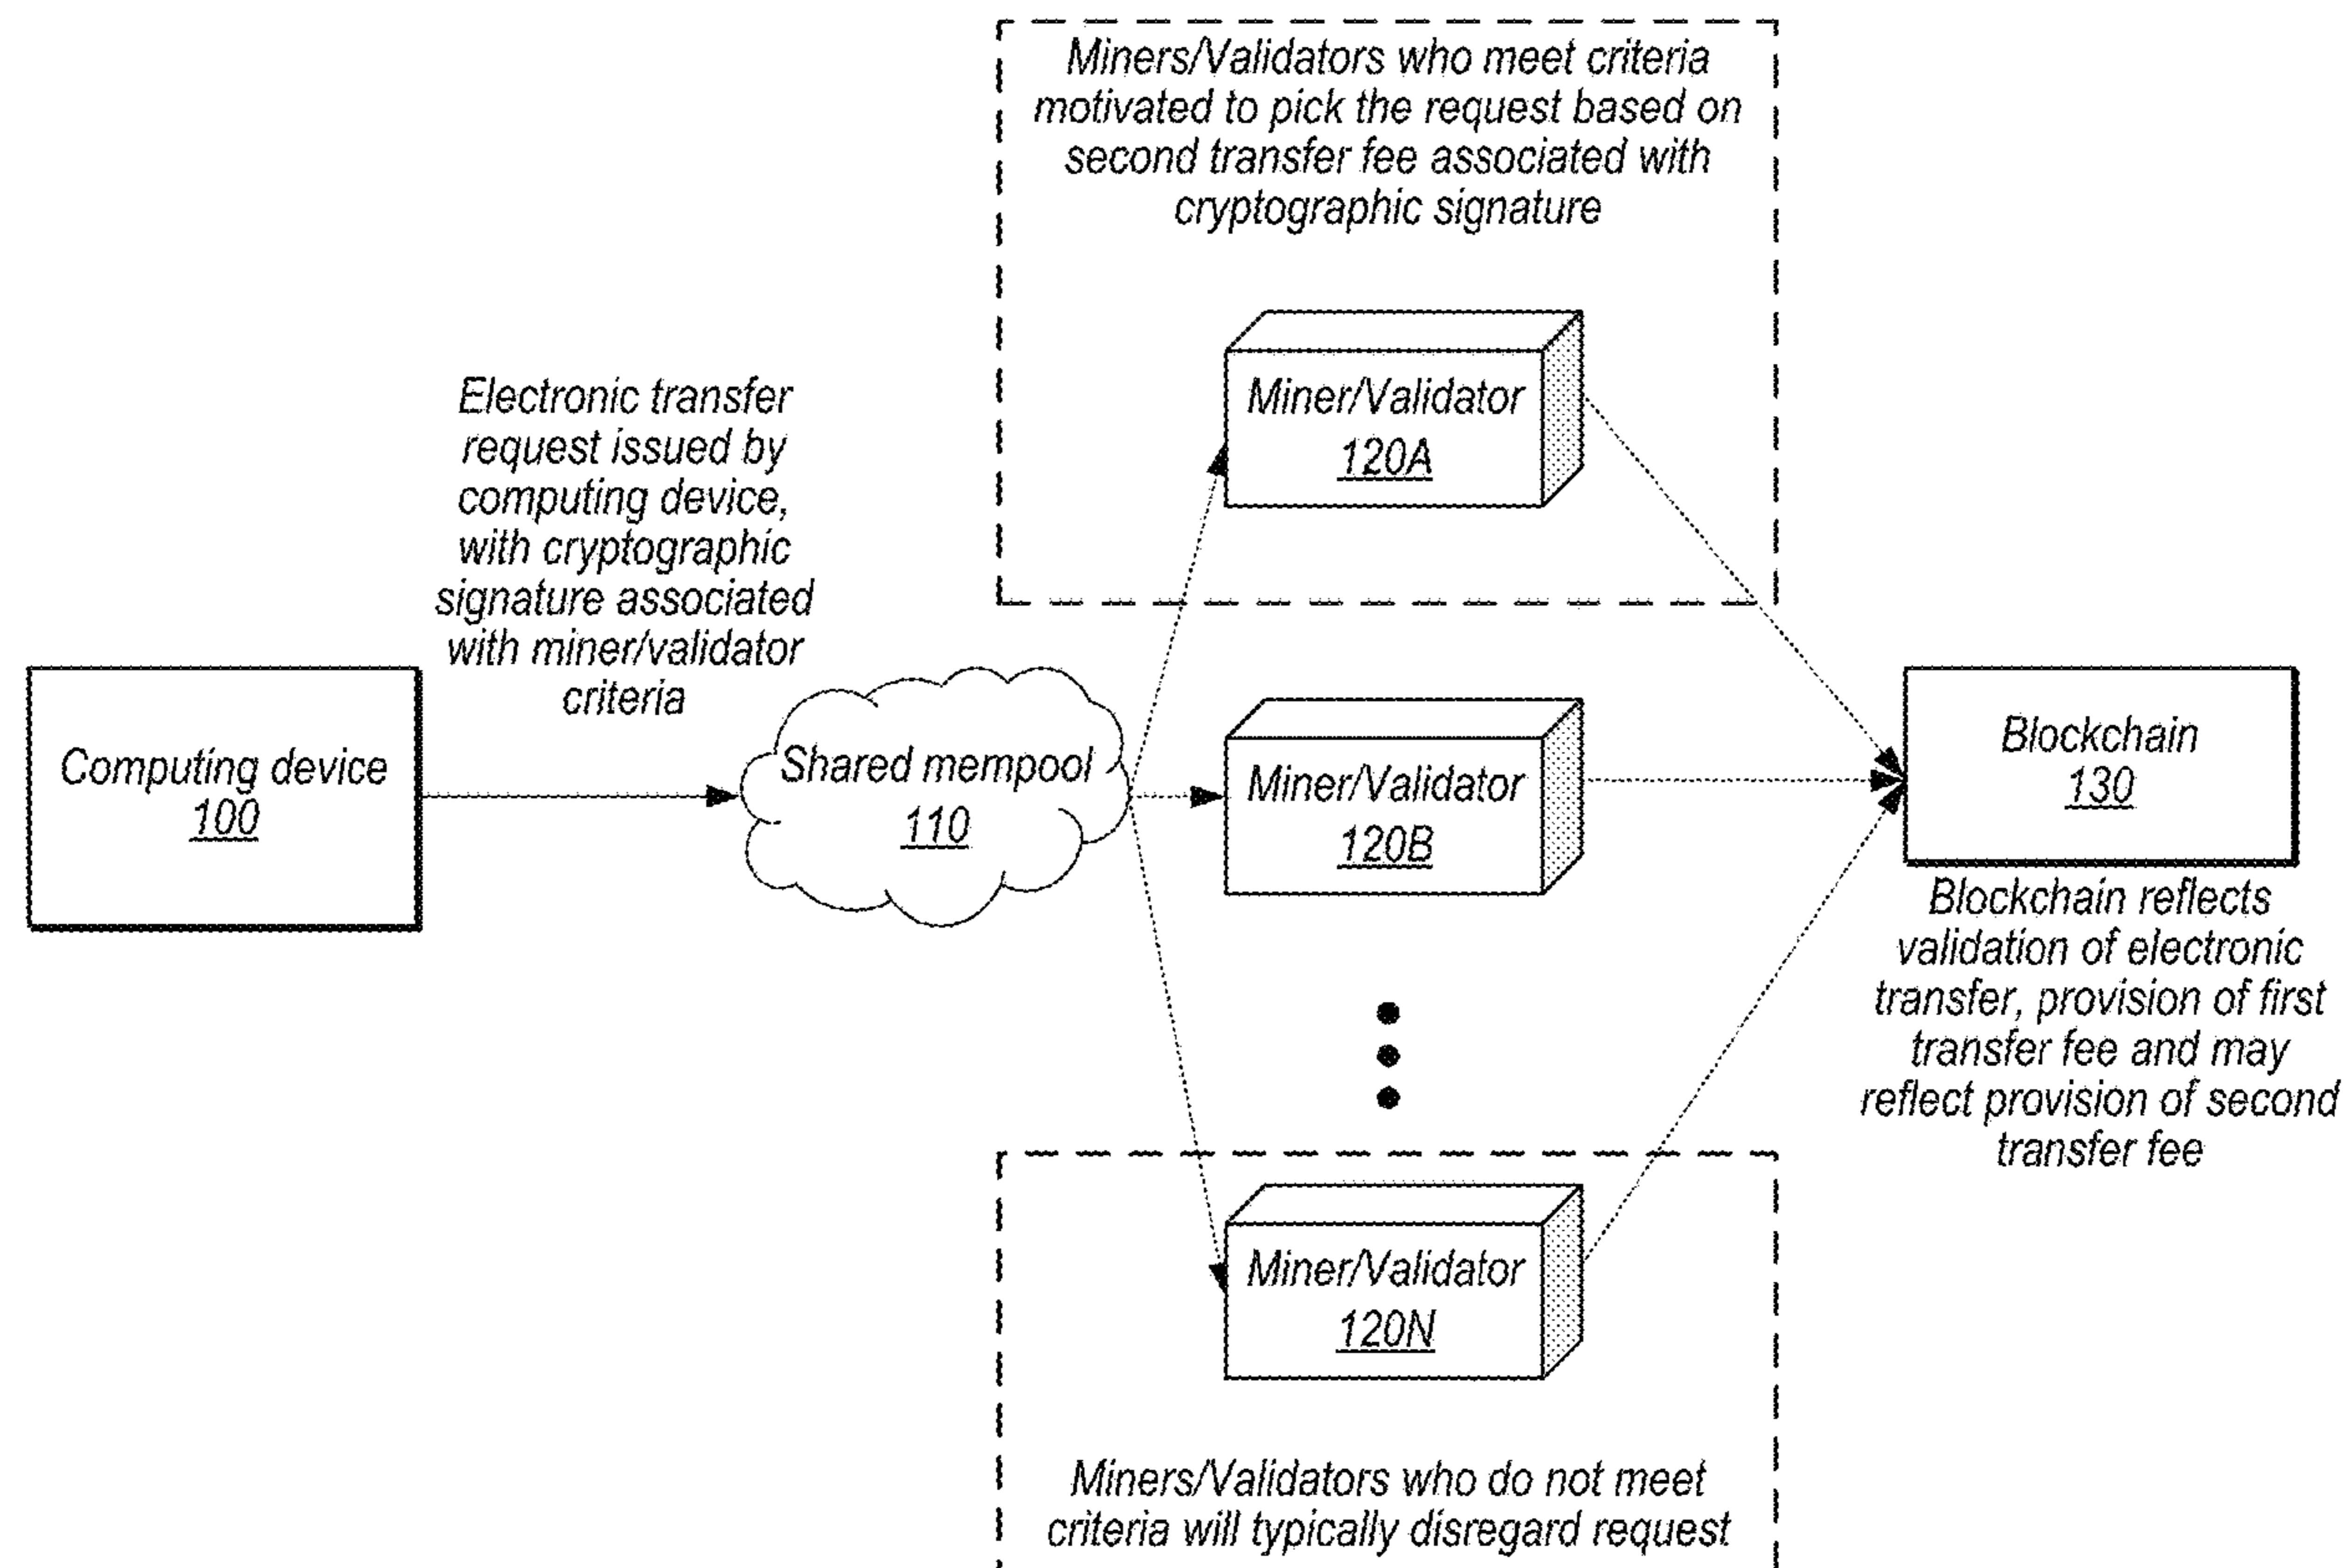 Miners/Validators who meet criteria
motivated to pick the request based on
second transfer fee associated with
cryptographic signature
Miner/Validator
120A
Electronic transfer
request issued by
computing device,
with cryptographic
signature associated
with miner/validator
criteria
Computing device
100
Shared mempool
110
Miner/Validator
120B
Blockchain
130
Blockchain reflects
validation of electronic
transfer, provision of first
transfer fee and may
reflect provision of second
transfer fee
Miner/Validator
120N
Miners/Validators who do not meet
criteria will typically disregard request